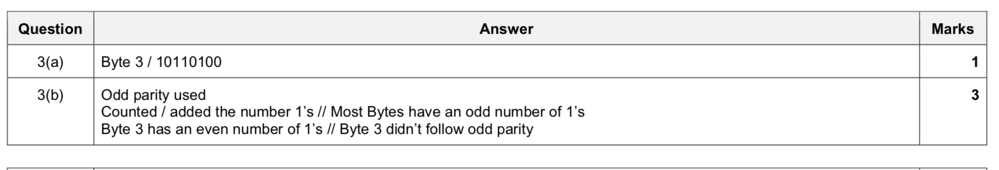 Question Answer Marks
3(a) Byte 3 / 10110100 1
3(b) Odd parity used 3
Counted / added the number 1’s // Most Bytes have an odd number of 1’s
Byte 3 has an even number of 1’s // Byte 3 didn’t follow odd parity